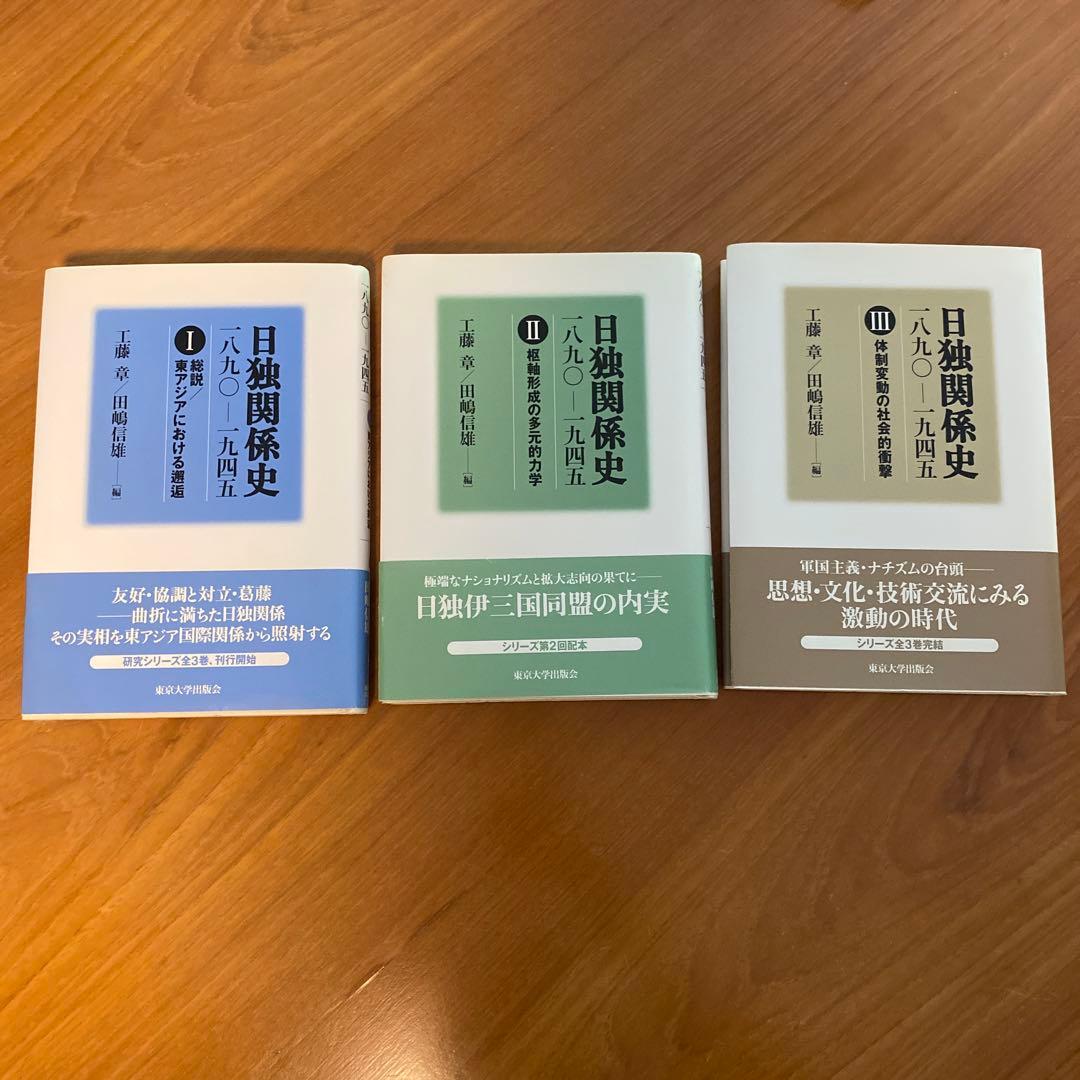 日独関係史
一八九〇—一九四五
I 総説／
東アジアにおける邂逅
工藤 章／田嶋信雄——[編]
友好・協調と対立・葛藤
——曲折に満ちた日独関係
その実相を東アジア国際関係から照射する
研究シリーズ全3巻、刊行開始
東京大学出版会
日独関係史
一八九〇—一九四五
II 枢軸形成の多元的力学
工藤 章／田嶋信雄——[編]
極端なナショナリズムと拡大志向の果てに——
日独伊三国同盟の内実
シリーズ第2回配本
東京大学出版会
日独関係史
一八九〇—一九四五
III 体制変動の社会的衝撃
工藤 章／田嶋信雄——[編]
軍国主義・ナチズムの台頭——
思想・文化・技術交流にみる
激動の時代
シリーズ全3巻完結
東京大学出版会